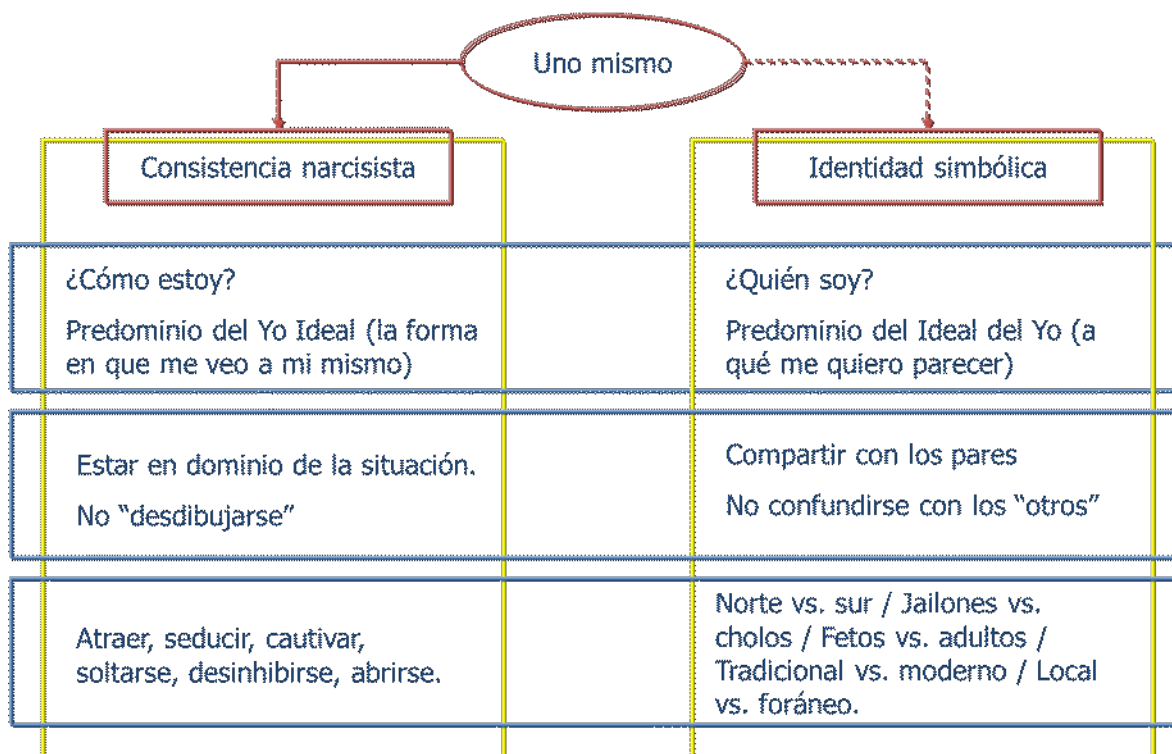 Uno mismo
Consistencia narcisista
Identidad simbólica
¿Cómo estoy?
Predominio del Yo Ideal (la forma
en que me veo a mi mismo)
¿Quién soy?
Predominio del Ideal del Yo (a
qué me quiero parecer)
Estar en dominio de la situación.
No “desdibujarse”
Compartir con los pares
No confundirse con los “otros”
Atraer, seducir, cautivar,
soltarse, desinhibirse, abrirse.
Norte vs. sur / Jailones vs.
cholos / Fetos vs. adultos /
Tradicional vs. moderno / Local
vs. foráneo.